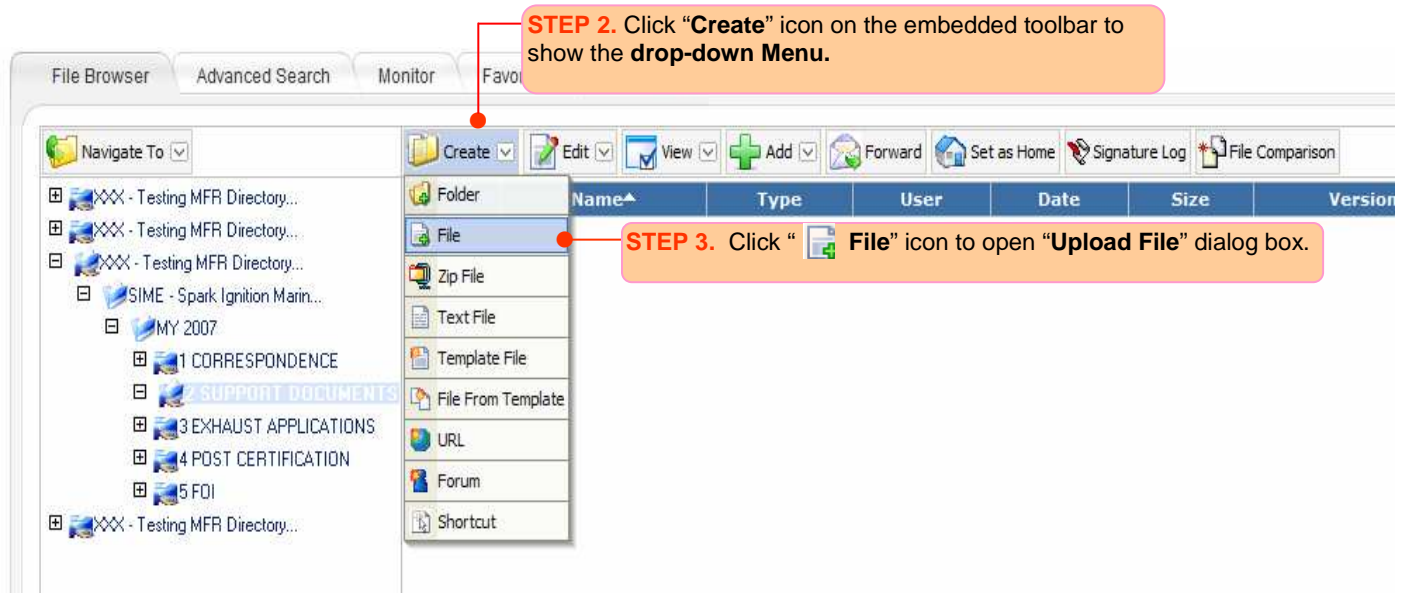 STEP 2. Click “Create” icon on the embedded toolbar to
show the drop-down Menu.
File Browser
Advanced Search
Monitor
Navigate To
Create
Edit
View
Add
Forward
Set as Home
Signature Log
File Comparison
XXX - Testing MFR Directory...
XXX - Testing MFR Directory...
XXX - Testing MFR Directory...
SIME - Spark Ignition Marin...
MY 2007
1 CORRESPONDENCE
2 SUPPORT DOCUMENTS
3 EXHAUST APPLICATIONS
4 POST CERTIFICATION
5 FOI
XXX - Testing MFR Directory...
Folder
File
Zip File
Text File
Template File
File From Template
URL
Forum
Shortcut
Name
Type
User
Date
Size
Version
STEP 3. Click “ File” icon to open “Upload File” dialog box.